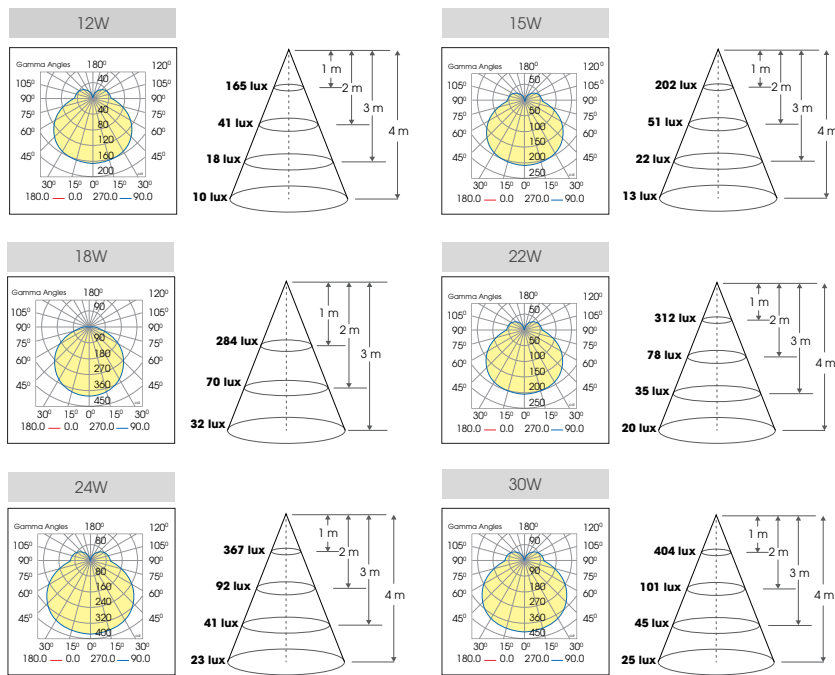 12W
Gamma Angles 180⁰ 120⁰
105⁰ 40 105⁰
90⁰ 90⁰
75⁰ 40 75⁰
80
60⁰ 120 60⁰
45⁰ 160 45⁰
200
30⁰ 15⁰ 0⁰ 15⁰ 30⁰
180.0 0.0 270.0 90.0
165 lux 1 m
41 lux 2 m
18 lux 3 m
10 lux 4 m
15W
Gamma Angles 180⁰ 120⁰
105⁰ 50 105⁰
90⁰ 90⁰
75⁰ 50 75⁰
100
60⁰ 150 60⁰
45⁰ 200 45⁰
250
30⁰ 15⁰ 0⁰ 15⁰ 30⁰
180.0 0.0 270.0 90.0
202 lux 1 m
51 lux 2 m
22 lux 3 m
13 lux 4 m
18W
Gamma Angles 180⁰ 120⁰
105⁰ 90 105⁰
90⁰ 90⁰
75⁰ 90 75⁰
180
60⁰ 270 60⁰
45⁰ 360 45⁰
450
30⁰ 15⁰ 0⁰ 15⁰ 30⁰
180.0 0.0 270.0 90.0
284 lux 1 m
70 lux 2 m
32 lux 3 m
22W
Gamma Angles 180⁰ 120⁰
105⁰ 50 105⁰
90⁰ 90⁰
75⁰ 50 75⁰
100
60⁰ 150 60⁰
45⁰ 200 45⁰
250
30⁰ 15⁰ 0⁰ 15⁰ 30⁰
180.0 0.0 270.0 90.0
312 lux 1 m
78 lux 2 m
35 lux 3 m
20 lux 4 m
24W
Gamma Angles 180⁰ 120⁰
105⁰ 80 105⁰
90⁰ 90⁰
75⁰ 80 75⁰
160
60⁰ 240 60⁰
45⁰ 320 45⁰
400
30⁰ 15⁰ 0⁰ 15⁰ 30⁰
180.0 0.0 270.0 90.0
367 lux 1 m
92 lux 2 m
41 lux 3 m
23 lux 4 m
30W
Gamma Angles 180⁰ 120⁰
105⁰ 90 105⁰
90⁰ 90⁰
75⁰ 90 75⁰
180
60⁰ 270 60⁰
45⁰ 360 45⁰
450
30⁰ 15⁰ 0⁰ 15⁰ 30⁰
180.0 0.0 270.0 90.0
404 lux 1 m
101 lux 2 m
45 lux 3 m
25 lux 4 m